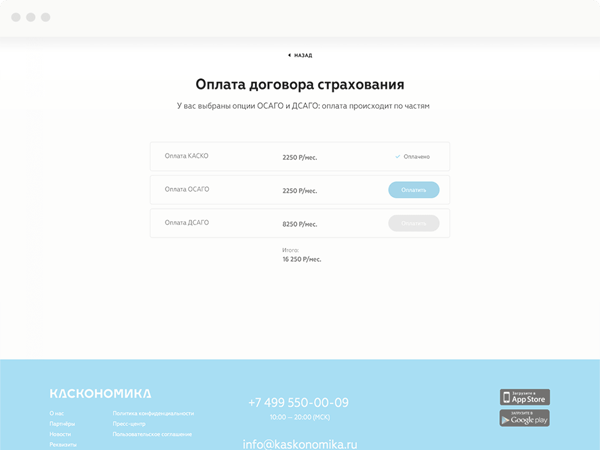 НАЗАД
Оплата договора страхования
У вас выбраны опции ОСАГО и ДСАГО: оплата происходит по частям
Оплата КАСКО 2250 Р/мес. Оплачено
Оплата ОСАГО 2250 Р/мес. Оплатить
Оплата ДСАГО 8250 Р/мес. Оплатить
Итого:
16 250 Р/мес.
КАСКОНОМИКА
О нас
Партнёры
Новости
Реквизиты
Политика конфиденциальности
Пресс-центр
Пользовательское соглашение
+7 499 550-00-09
10:00 — 20:00 (МСК)
info@kaskonomika.ru
Загрузите в
App Store
ЗАГРУЗИТЕ В
Google play